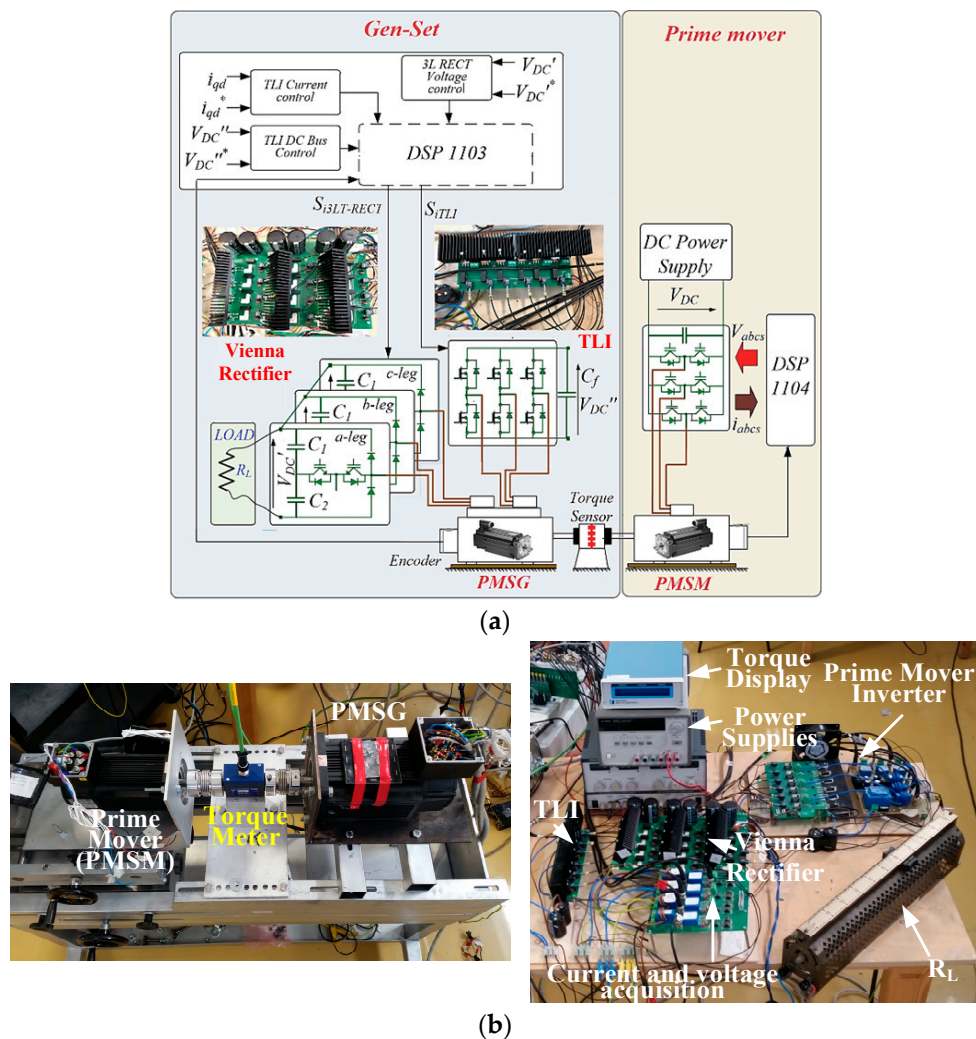 Gen-Set
Prime mover
i_qd
i_qd*
V_DC''
V_DC''*
TLI Current
control
TLI DC Bus
Control
3L RECT
Voltage
control
V_DC'
V_DC'*
DSP 1103
S_i3LT-RECT
S_iTLI
Vienna
Rectifier
TLI
DC Power
Supply
V_DC
V_abcs
i_abcs
DSP
1104
c-leg
C_1
b-leg
C_1
a-leg
C_1
V_DC'
C_2
LOAD
R_L
C_f
V_DC''
Torque
Sensor
Encoder
PMSG
PMSM
(a)
PMSG
Prime
Mover
(PMSM)
Torque
Meter
Torque
Display
Power
Supplies
Prime Mover
Inverter
TLI
Vienna
Rectifier
Current and voltage
acquisition
R_L
(b)